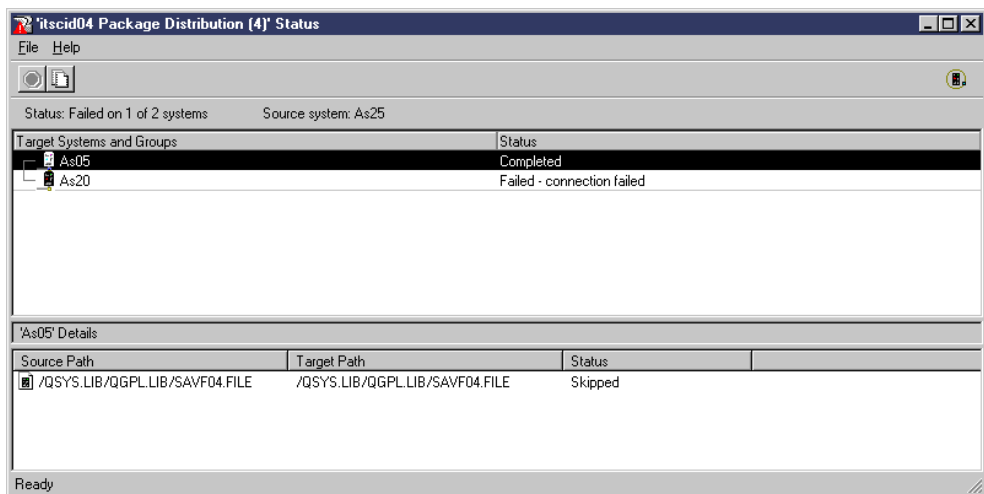 'itscid04 Package Distribution (4)' Status
File Help
Status: Failed on 1 of 2 systems Source system: As25
Target Systems and Groups Status
As05 Completed
As20 Failed - connection failed
'As05' Details
Source Path Target Path Status
/QSYS.LIB/QGPL.LIB/SAVF04.FILE /QSYS.LIB/QGPL.LIB/SAVF04.FILE Skipped
Ready